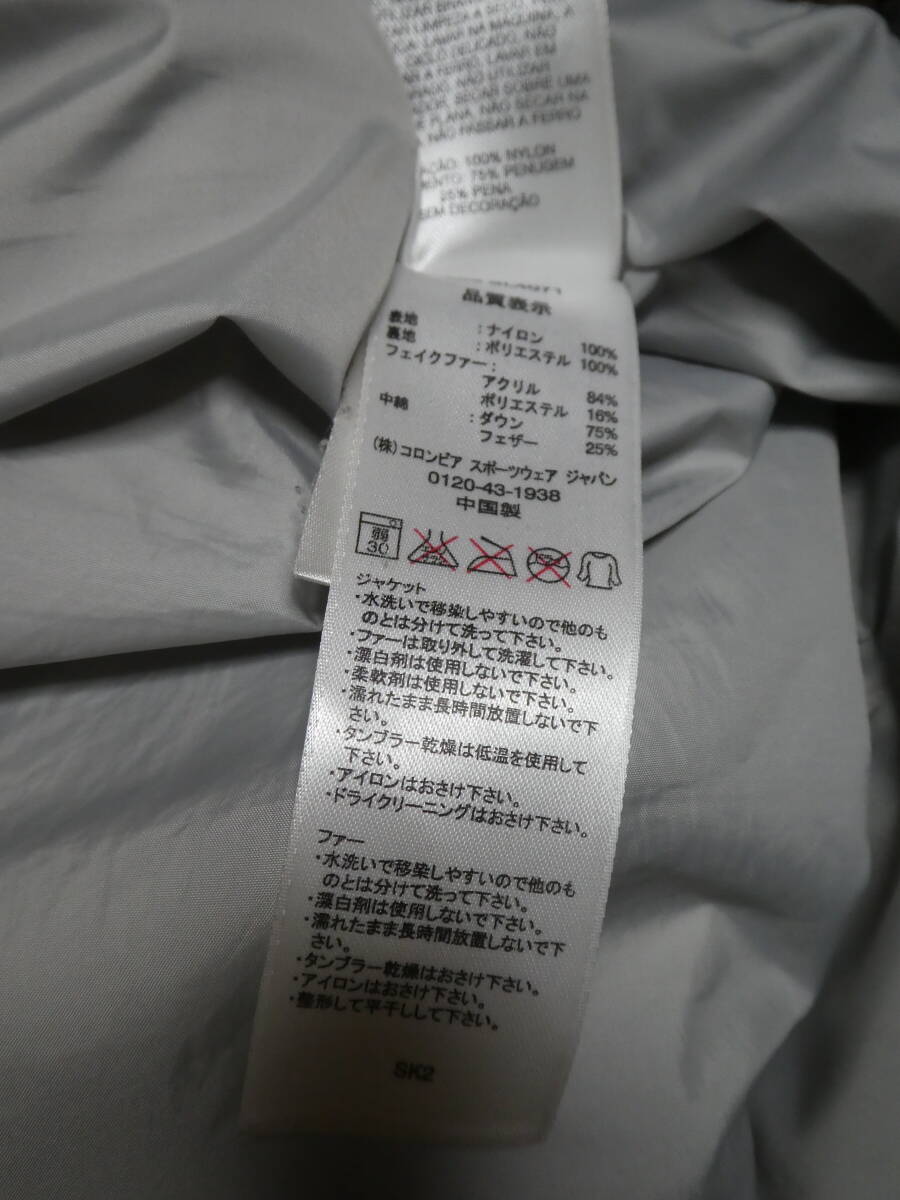 LIMPEZA A SECO
LAVAR NA MÁQUINA, A
CICLO DELICADO, NÃO
A FERRO, LAVAR EM
NÃO UTILIZAR
SECAR SOBRE UMA
PLANA, NÃO SECAR NA
NÃO PASSAR A FERRO
100% NYLON
75% PENUGEM
25% PENA
SEM DECORAÇÃO
品質表示
表地 :ナイロン 100%
裏地 :ポリエステル 100%
フェイクファー:
アクリル 84%
ポリエステル 16%
中綿 :ダウン 75%
フェザー 25%
(株)コロンビア スポーツウェア ジャパン
0120-43-1938
中国製
弱
30
ジャケット
・水洗いで移染しやすいので他のも
のとは分けて洗って下さい。
・ファーは取り外して洗濯して下さい。
・漂白剤は使用しないで下さい。
・柔軟剤は使用しないで下さい。
・濡れたまま長時間放置しないで下
さい。
・タンブラー乾燥は低温を使用して
下さい。
・アイロンはおさけ下さい。
・ドライクリーニングはおさけ下さい。
ファー
・水洗いで移染しやすいので他のも
のとは分けて洗って下さい。
・漂白剤は使用しないで下さい。
・濡れたまま長時間放置しないで下
さい。
・タンブラー乾燥はおさけ下さい。
・アイロンはおさけ下さい。
・整形して平干しして下さい。
SK2